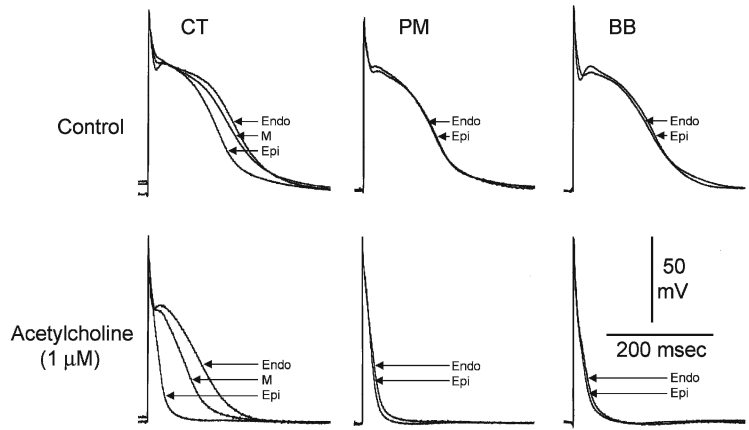 CT
PM
BB
Control
Endo
M
Epi
Endo
Epi
Endo
Epi
Acetylcholine
(1 µM)
Endo
M
Epi
Endo
Epi
Endo
Epi
50
mV
200 msec